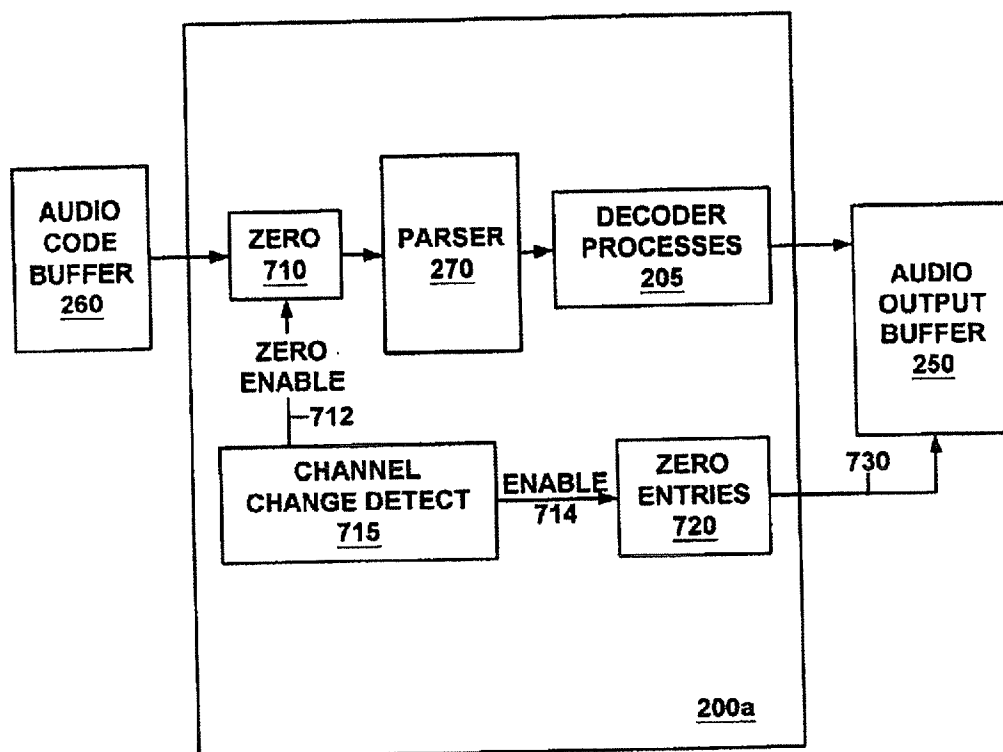 AUDIO
CODE
BUFFER
260
ZERO
710
PARSER
270
DECODER
PROCESSES
205
AUDIO
OUTPUT
BUFFER
250
ZERO
ENABLE
712
CHANNEL
CHANGE DETECT
715
ENABLE
714
ZERO
ENTRIES
720
730
200a